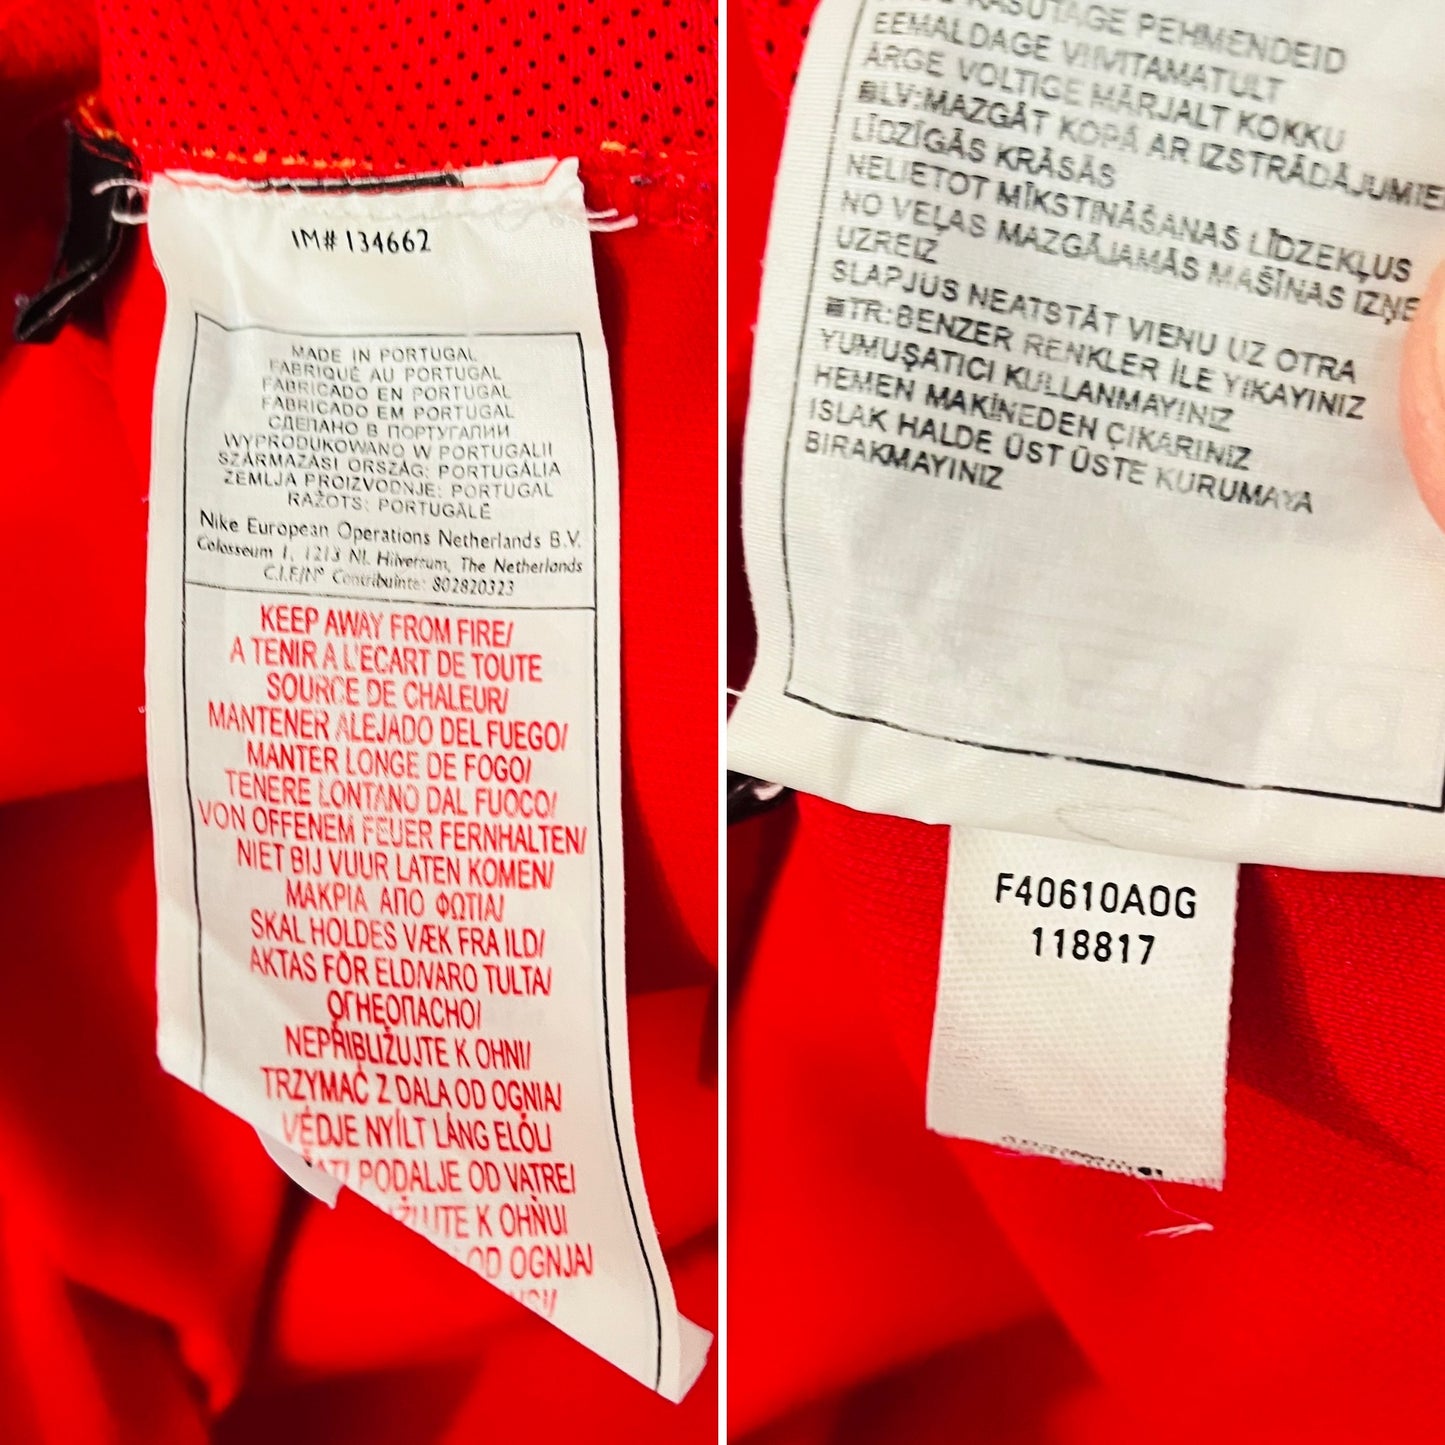 IM# 134662
MADE IN PORTUGAL
FABRIQUÉ AU PORTUGAL
FABRICADO EN PORTUGAL
FABRICADO EM PORTUGAL
СДЕЛАНО В ПОРТУГАЛИИ
WYPRODUKOWANO W PORTUGALII
SZÁRMAZÁSI ORSZÁG: PORTUGÁLIA
ZEMLJA PROIZVODNJE: PORTUGAL
RAŽOTS: PORTUGĀLĒ
Nike European Operations Netherlands B.V.
Colosseum 1, 1213 NL Hilversum, The Netherlands
C.I.F./N° Contribuinte: 802820323
KEEP AWAY FROM FIRE/
A TENIR A L'ECART DE TOUTE
SOURCE DE CHALEUR/
MANTENER ALEJADO DEL FUEGO/
MANTER LONGE DE FOGO/
TENERE LONTANO DAL FUOCO/
VON OFFENEM FEUER FERNHALTEN/
NIET BIJ VUUR LATEN KOMEN/
ΜΑΚΡΙΑ ΑΠΟ ΦΩΤΙΑ/
SKAL HOLDES VÆK FRA ILD/
AKTAS FÖR ELD/VARO TULTA/
ОГНЕОПАСНО/
NEPŘIBLIŽUJTE K OHNI/
TRZYMAĆ Z DALA OD OGNIA/
VÉDJE NYÍLT LÁNG ELÓL/
PODALJE OD VATRE/
K OHŇU/
OD OGNJA/
RASUTAGE PEHMENDEID
EEMALDAGE VIIVITAMATULT
ÄRGE VOLTIGE MÄRJALT KOKKU
LV:MAZGĀT KOPĀ AR IZSTRĀDĀJUMIE
LĪDZĪGĀS KRĀSĀS
NELIETOT MĪKSTINĀŠANAS LĪDZEKĻUS
NO VEĻAS MAZGĀJAMĀS MAŠĪNAS IZŅE
UZREIZ
SLAPJUS NEATSTĀT VIENU UZ OTRA
TR:BENZER RENKLER İLE YIKAYINIZ
YUMUŞATICI KULLANMAYINIZ
HEMEN MAKİNEDEN ÇIKARINIZ
ISLAK HALDE ÜST ÜSTE KURUMAYA
BIRAKMAYINIZ
F40610AOG
118817